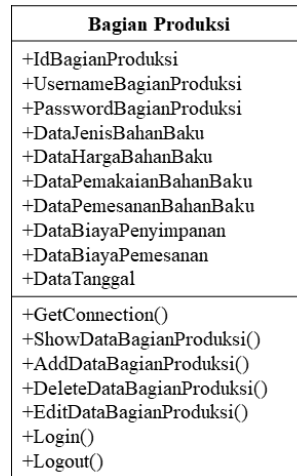 Bagian Produksi
+IdBagianProduksi
+UsernameBagianProduksi
+PasswordBagianProduksi
+DataJenisBahanBaku
+DataHargaBahanBaku
+DataPemakaianBahanBaku
+DataPemesananBahanBaku
+DataBiayaPenyimpanan
+DataBiayaPemesanan
+DataTanggal
+GetConnection()
+ShowDataBagianProduksi()
+AddDataBagianProduksi()
+DeleteDataBagianProduksi()
+EditDataBagianProduksi()
+Login()
+Logout()